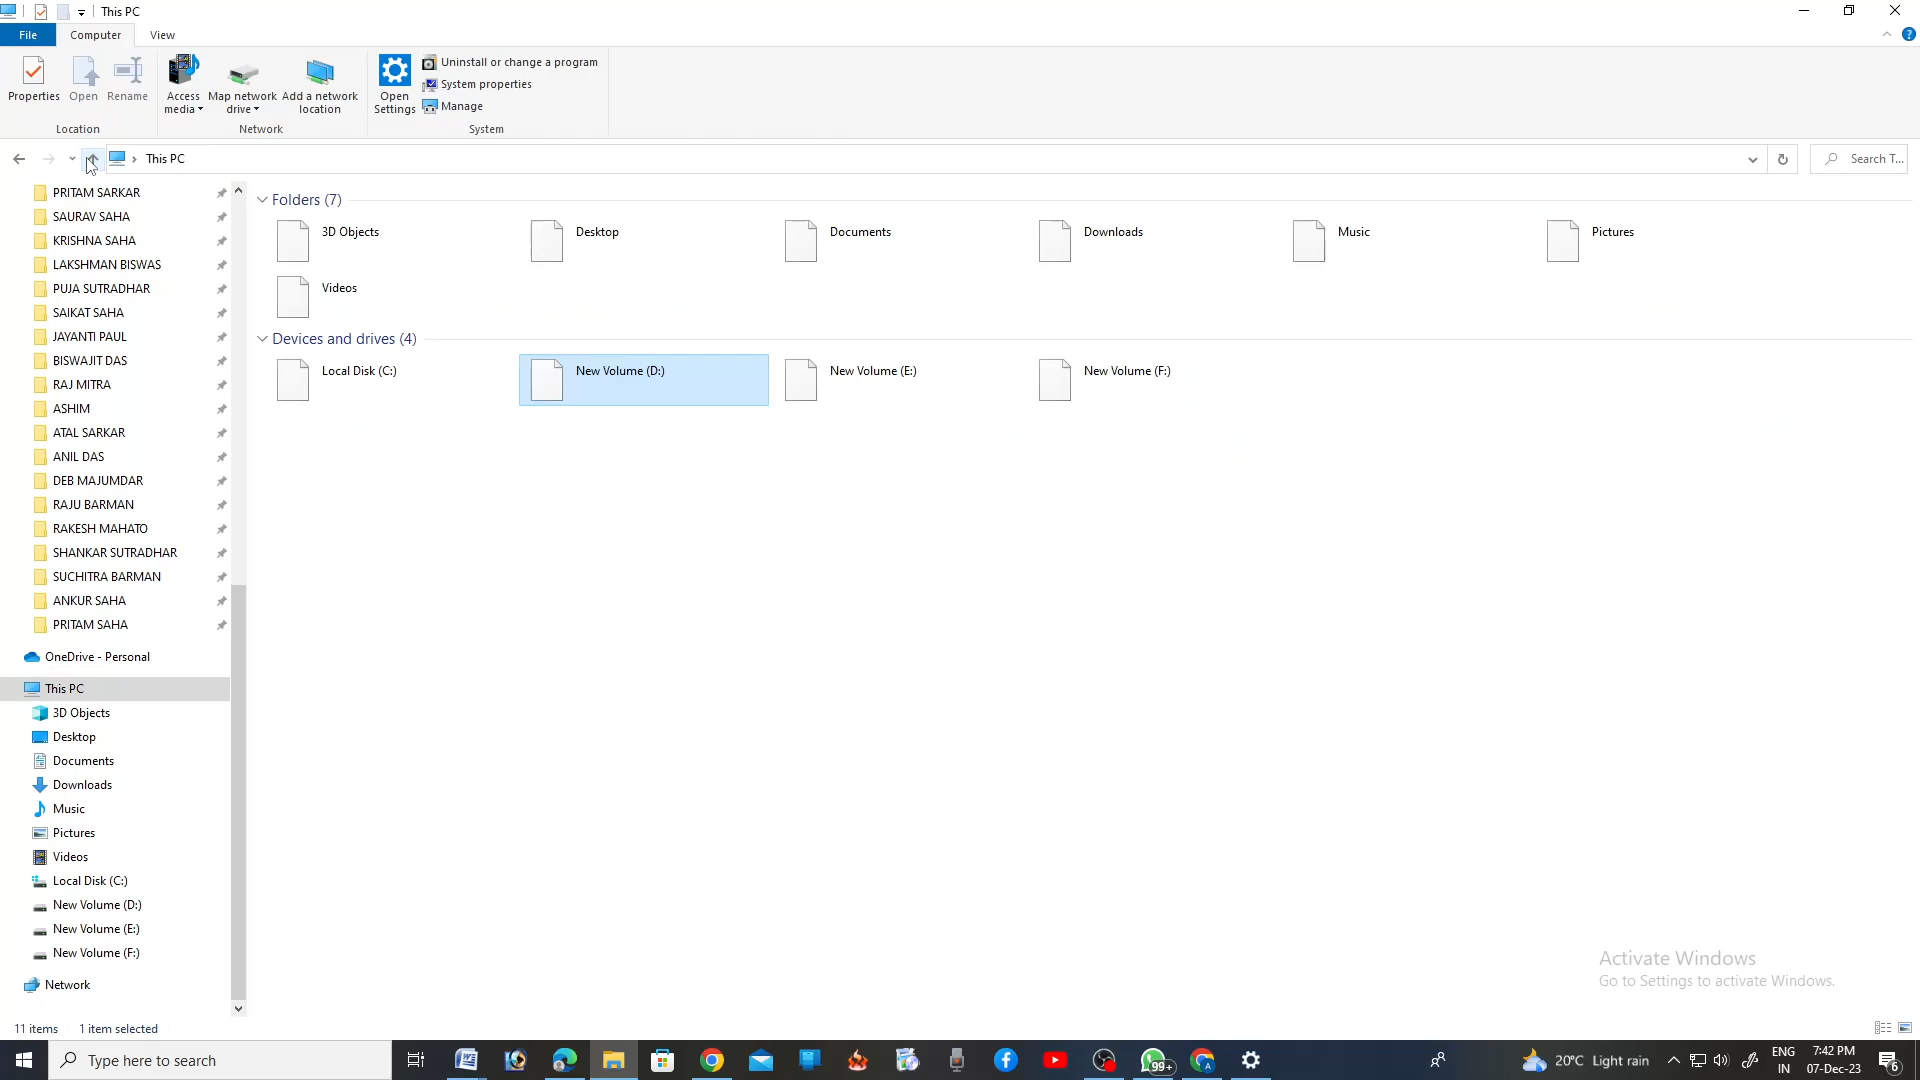 This PC
File
Computer
View
Properties
Open
Rename
Access media
Map network drive
Add a network location
Open Settings
Uninstall or change a program
System properties
Manage
Location
Network
System
This PC
Search T...
PRITAM SARKAR
SAURAV SAHA
KRISHNA SAHA
LAKSHMAN BISWAS
PUJA SUTRADHAR
SAIKAT SAHA
JAYANTI PAUL
BISWAJIT DAS
RAJ MITRA
ASHIM
ATAL SARKAR
ANIL DAS
DEB MAJUMDAR
RAJU BARMAN
RAKESH MAHATO
SHANKAR SUTRADHAR
SUCHITRA BARMAN
ANKUR SAHA
PRITAM SAHA
OneDrive - Personal
This PC
3D Objects
Desktop
Documents
Downloads
Music
Pictures
Videos
Local Disk (C:)
New Volume (D:)
New Volume (E:)
New Volume (F:)
Network
Folders (7)
3D Objects
Desktop
Documents
Downloads
Music
Pictures
Videos
Devices and drives (4)
Local Disk (C:)
New Volume (D:)
New Volume (E:)
New Volume (F:)
Activate Windows
Go to Settings to activate Windows.
11 items
1 item selected
Type here to search
99+
A
20°C Light rain
ENG
IN
7:42 PM
07-Dec-23
6